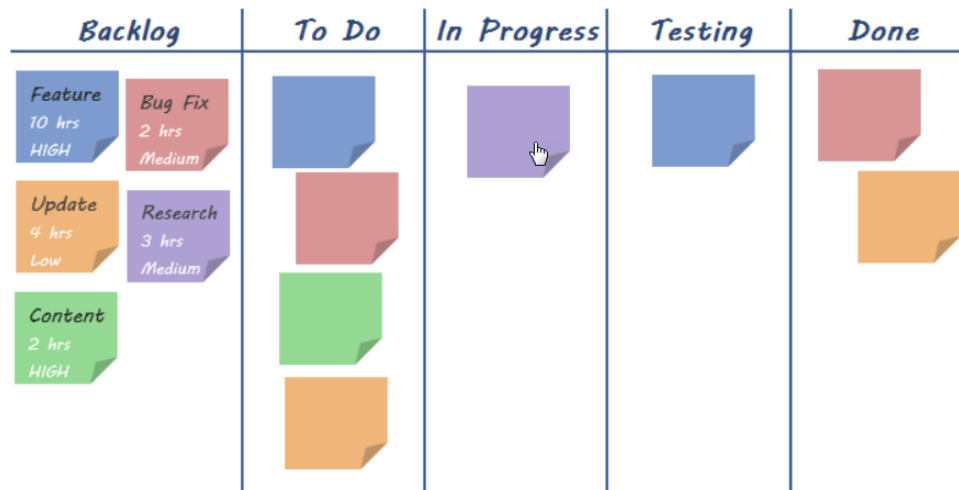 Backlog To Do In Progress Testing Done
Feature
10 hrs
HIGH
Bug Fix
2 hrs
Medium
Update
4 hrs
Low
Research
3 hrs
Medium
Content
2 hrs
HIGH